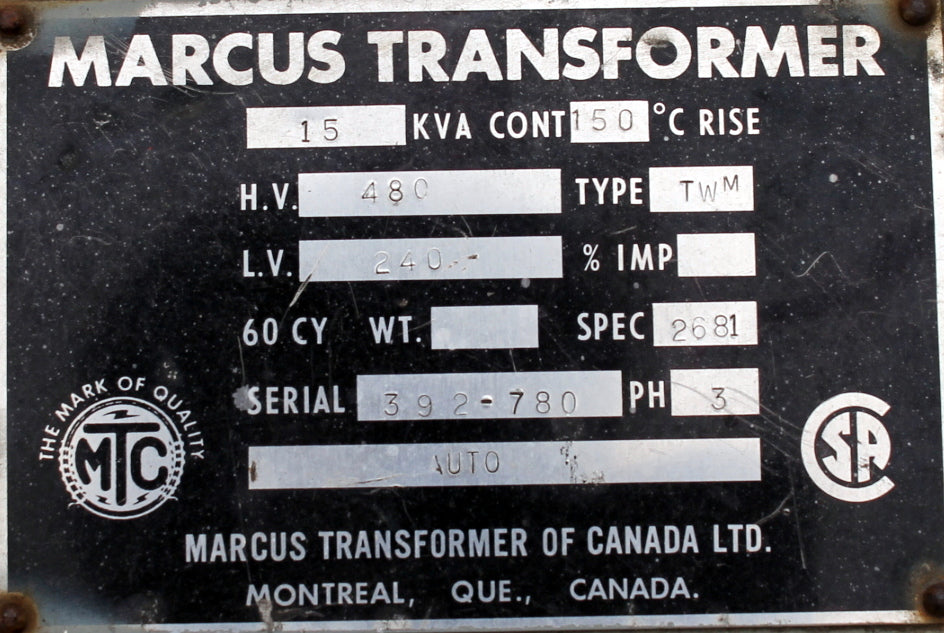 MARCUS TRANSFORMER
15 KVA CONT 150 °C RISE
H.V. 480 TYPE TWM
L.V. 240 % IMP
60 CY WT. SPEC 2681
SERIAL 392-780 PH 3
THE MARK OF QUALITY
MTC
AUTO
CSA
MARCUS TRANSFORMER OF CANADA LTD.
MONTREAL, QUE., CANADA.